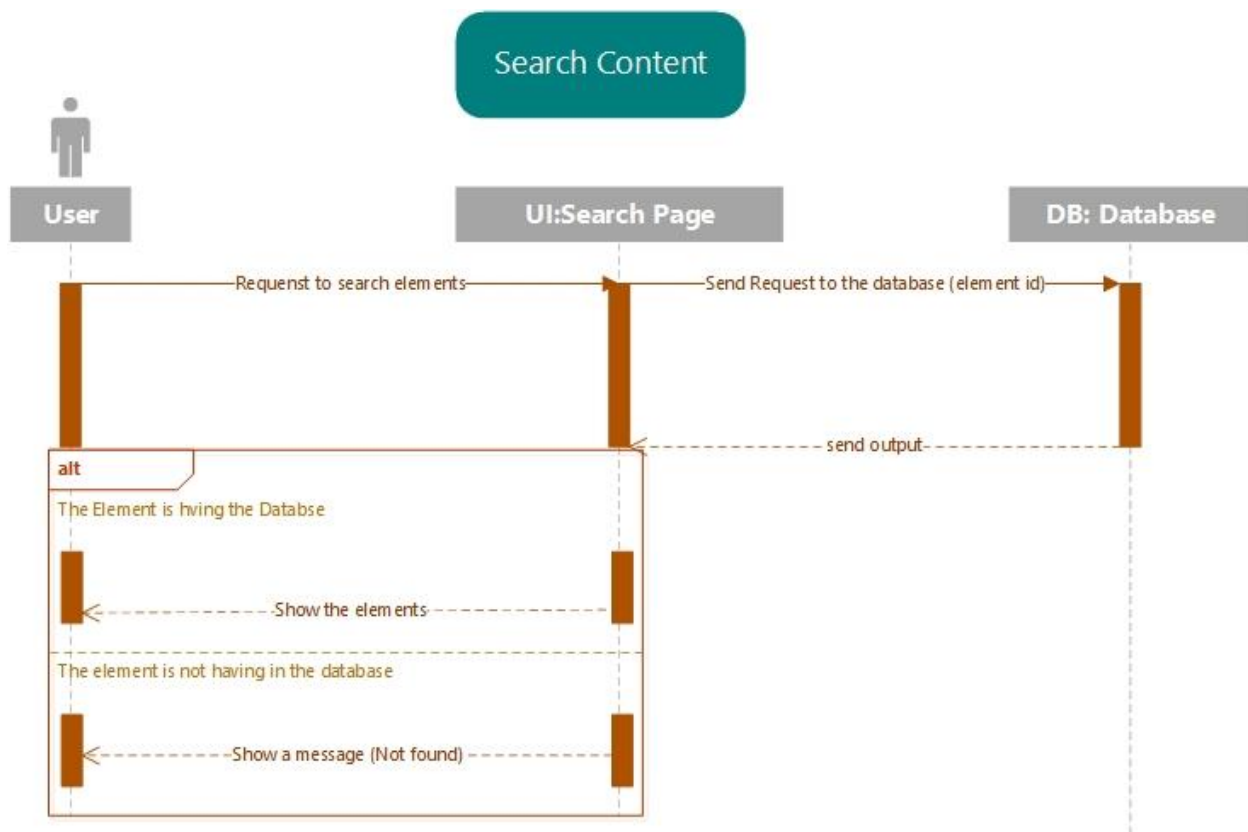 Search Content
User
UI:Search Page
DB: Database
Requenst to search elements
Send Request to the database (element id)
send output
alt
The Element is hving the Databse
Show the elements
The element is not having in the database
Show a message (Not found)